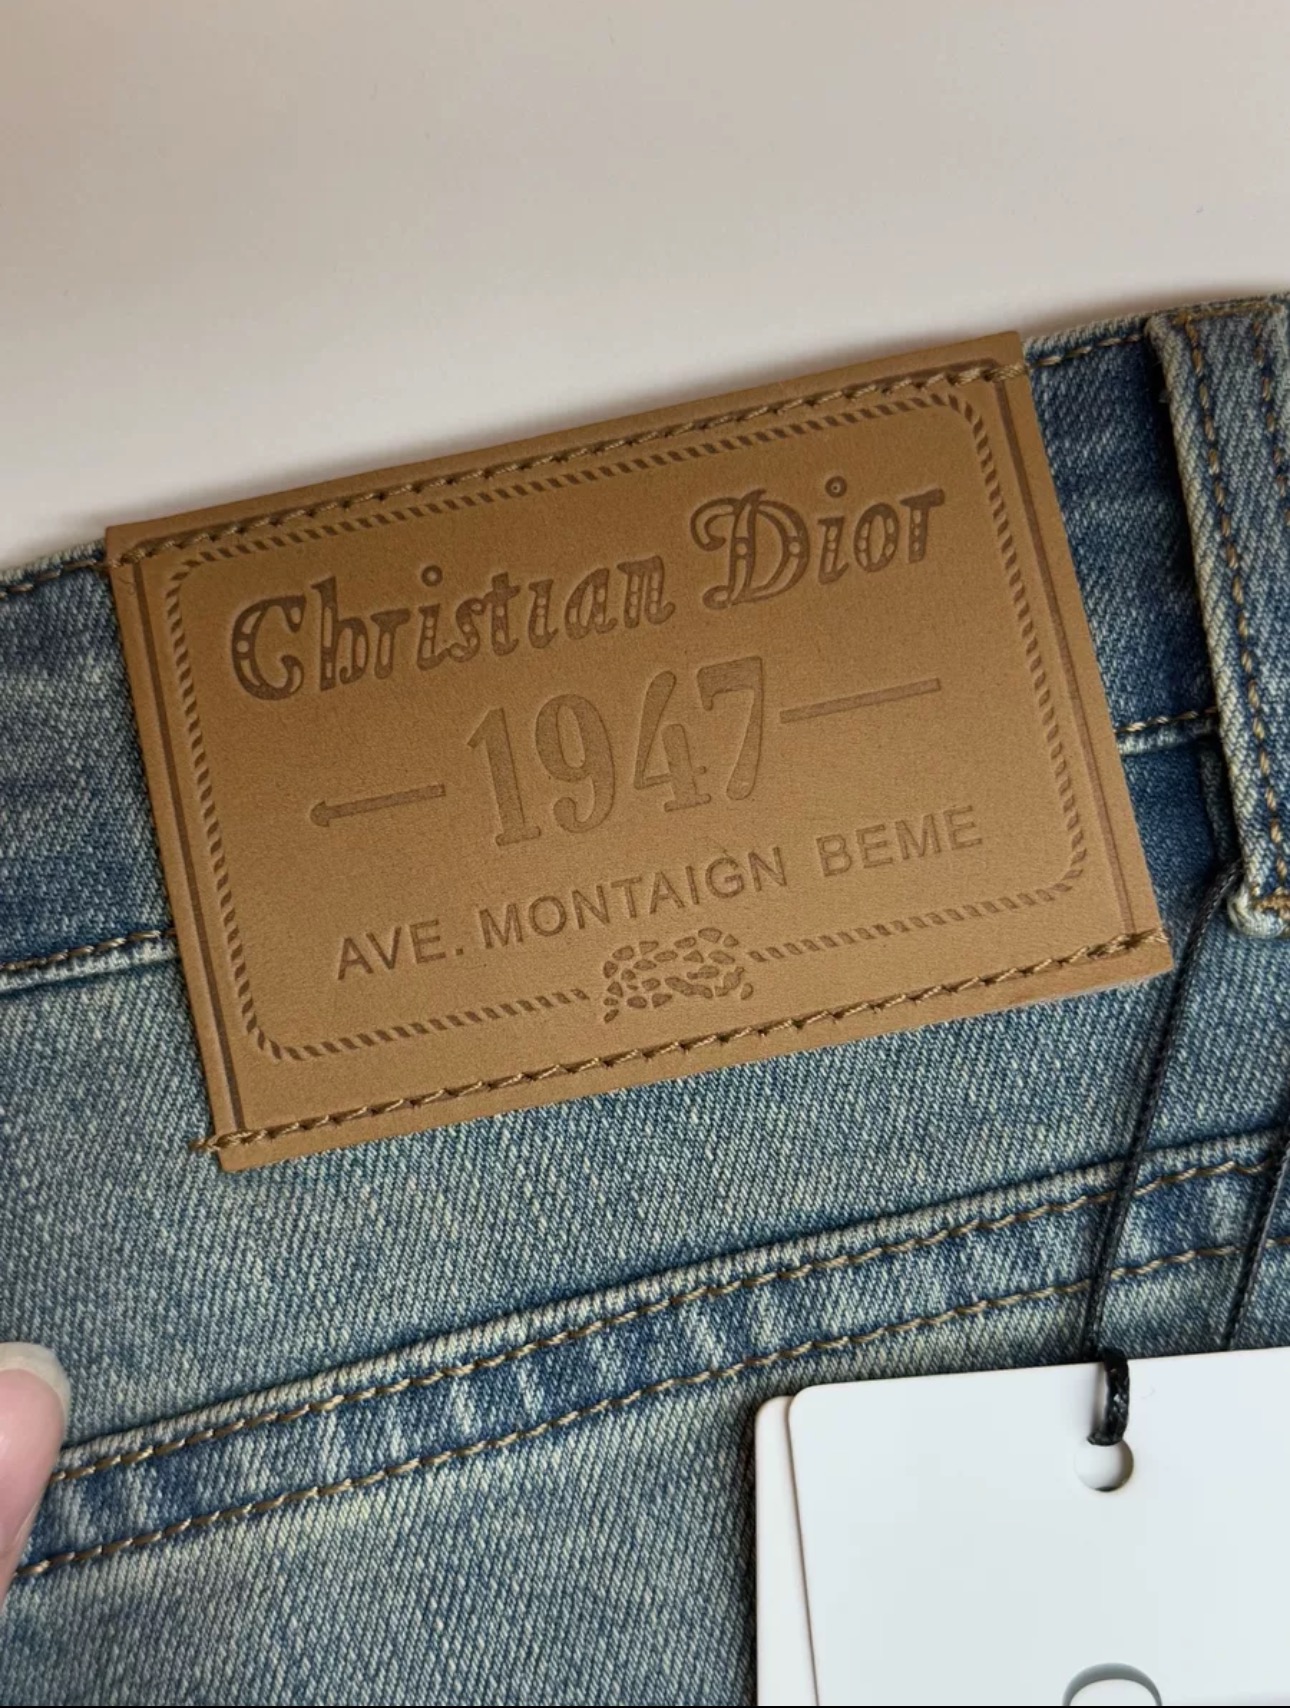 Christian Dior
1947
AVE. MONTAIGN BEME